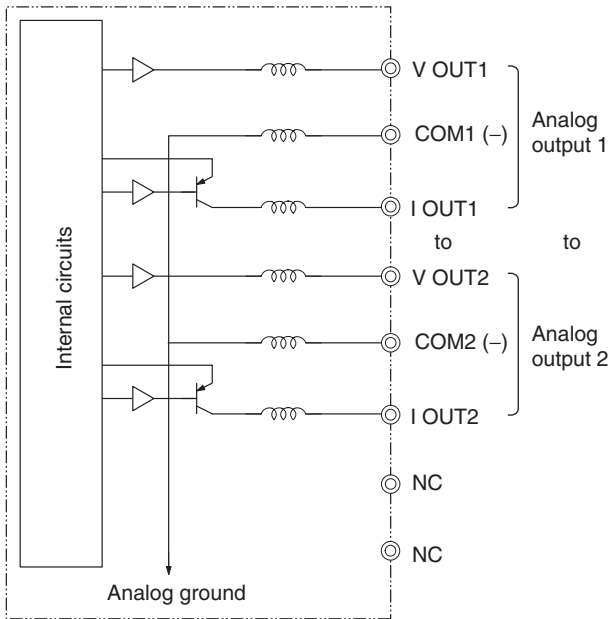 Internal circuits
V OUT1
COM1 (–)
I OUT1
Analog
output 1
to
to
V OUT2
COM2 (–)
I OUT2
Analog
output 2
NC
NC
Analog ground